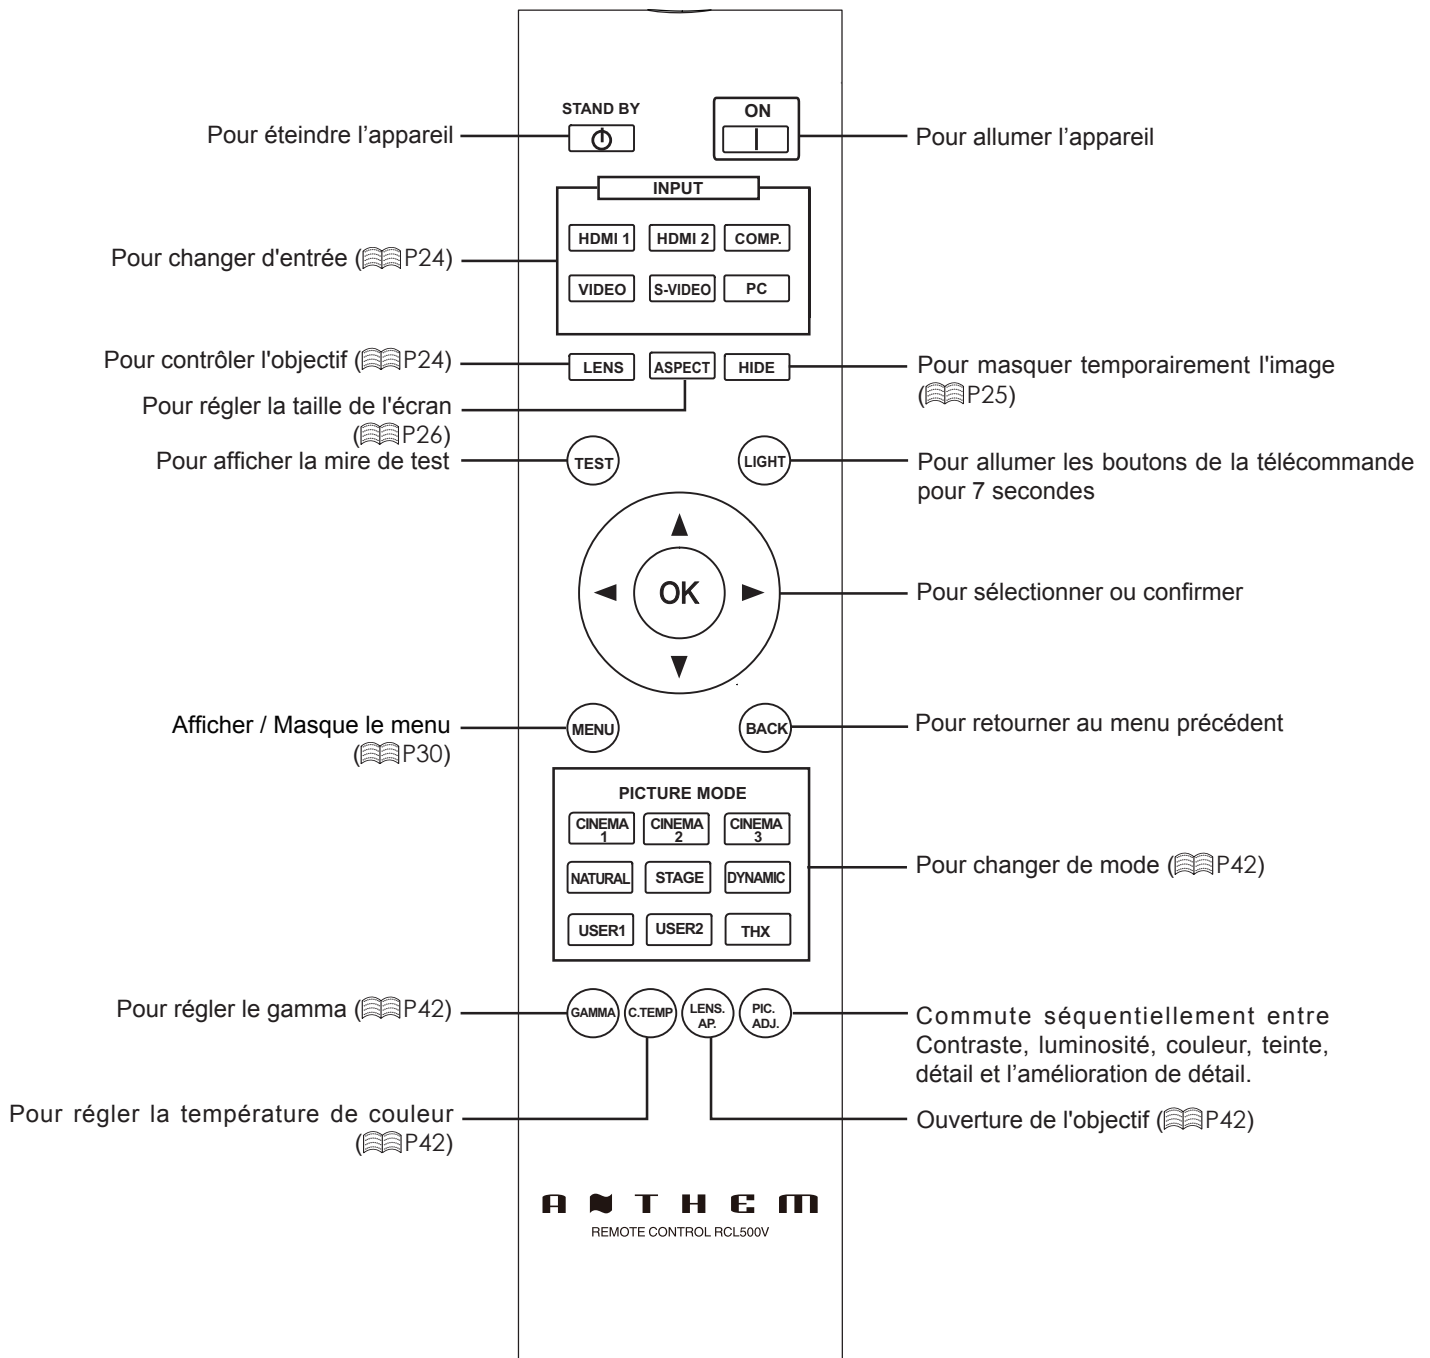 STAND BY
ON
Pour éteindre l’appareil
Pour allumer l’appareil
INPUT
HDMI 1
HDMI 2
COMP.
Pour changer d'entrée (P24)
VIDEO
S-VIDEO
PC
Pour contrôler l'objectif (P24)
LENS
ASPECT
HIDE
Pour masquer temporairement l'image
(P25)
Pour régler la taille de l'écran
(P26)
Pour afficher la mire de test
TEST
LIGHT
Pour allumer les boutons de la télécommande
pour 7 secondes
OK
Pour sélectionner ou confirmer
Afficher / Masque le menu
(P30)
MENU
BACK
Pour retourner au menu précédent
PICTURE MODE
CINEMA
1
CINEMA
2
CINEMA
3
NATURAL
STAGE
DYNAMIC
Pour changer de mode (P42)
USER1
USER2
THX
Pour régler le gamma (P42)
GAMMA
C.TEMP
LENS.
AP.
PIC.
ADJ.
Commute séquentiellement entre
Contraste, luminosité, couleur, teinte,
détail et l’amélioration de détail.
Pour régler la température de couleur
(P42)
Ouverture de l'objectif (P42)
ANTHEM
REMOTE CONTROL RCL500V